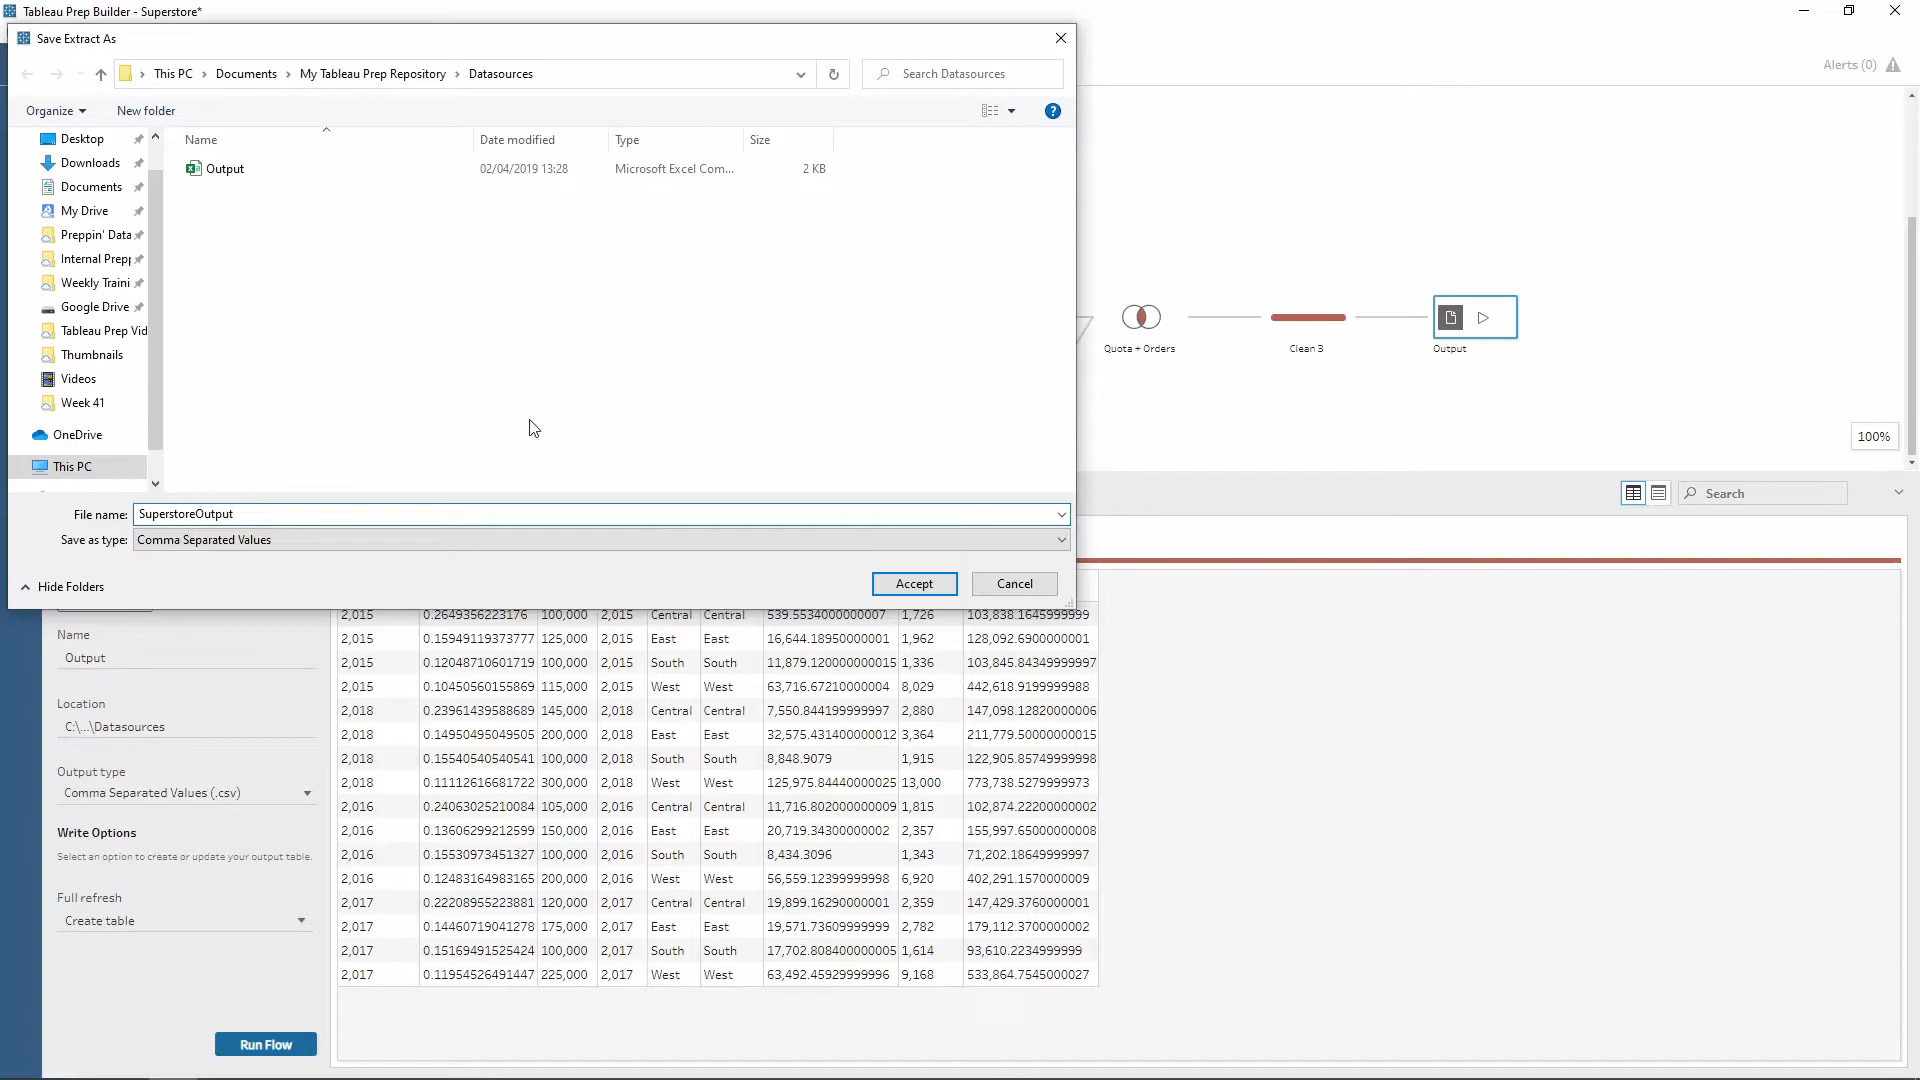 Tableau Prep Builder - Superstore*
Save Extract As
This PC > Documents > My Tableau Prep Repository > Datasources
Search Datasources
Alerts (0)
Organize
New folder
Name
Date modified
Type
Size
Output
02/04/2019 13:28
Microsoft Excel Com...
2 KB
Desktop
Downloads
Documents
My Drive
Preppin' Data
Internal Prepp
Weekly Traini
Google Drive
Tableau Prep Vid
Thumbnails
Videos
Week 41
OneDrive
This PC
Quota + Orders
Clean 3
Output
100%
Search
File name: SuperstoreOutput
Save as type: Comma Separated Values
Hide Folders
Accept
Cancel
Name
Output
Location
C:\...\Datasources
Output type
Comma Separated Values (.csv)
Write Options
Select an option to create or update your output table.
Full refresh
Create table
Run Flow
2,015 0.2649356223176 100,000 2,015 Central Central 539.5534000000007 1,726 103,838.1645999999
2,015 0.15949119373777 125,000 2,015 East East 16,644.18950000001 1,962 128,092.6900000001
2,015 0.12048710601719 100,000 2,015 South South 11,879.120000000015 1,336 103,845.84349999997
2,015 0.10450560155869 115,000 2,015 West West 63,716.67210000004 8,029 442,618.9199999988
2,018 0.23961439588689 145,000 2,018 Central Central 7,550.844199999997 2,880 147,098.12820000006
2,018 0.14950495049505 200,000 2,018 East East 32,575.431400000012 3,364 211,779.50000000015
2,018 0.15540540540541 100,000 2,018 South South 8,848.9079 1,915 122,905.85749999998
2,018 0.11112616681722 300,000 2,018 West West 125,975.84440000025 13,000 773,738.5279999973
2,016 0.24063025210084 105,000 2,016 Central Central 11,716.802000000009 1,815 102,874.22200000002
2,016 0.13606299212599 150,000 2,016 East East 20,719.34300000002 2,357 155,997.65000000008
2,016 0.15530973451327 100,000 2,016 South South 8,434.3096 1,343 71,202.18649999997
2,016 0.12483164983165 200,000 2,016 West West 56,559.12399999998 6,920 402,291.1570000009
2,017 0.22208955223881 120,000 2,017 Central Central 19,899.16290000001 2,359 147,429.3760000001
2,017 0.14460719041278 175,000 2,017 East East 19,571.73609999999 2,782 179,112.3700000002
2,017 0.15169491525424 100,000 2,017 South South 17,702.808400000005 1,614 93,610.2234999999
2,017 0.11954526491447 225,000 2,017 West West 63,492.45929999996 9,168 533,864.7545000027